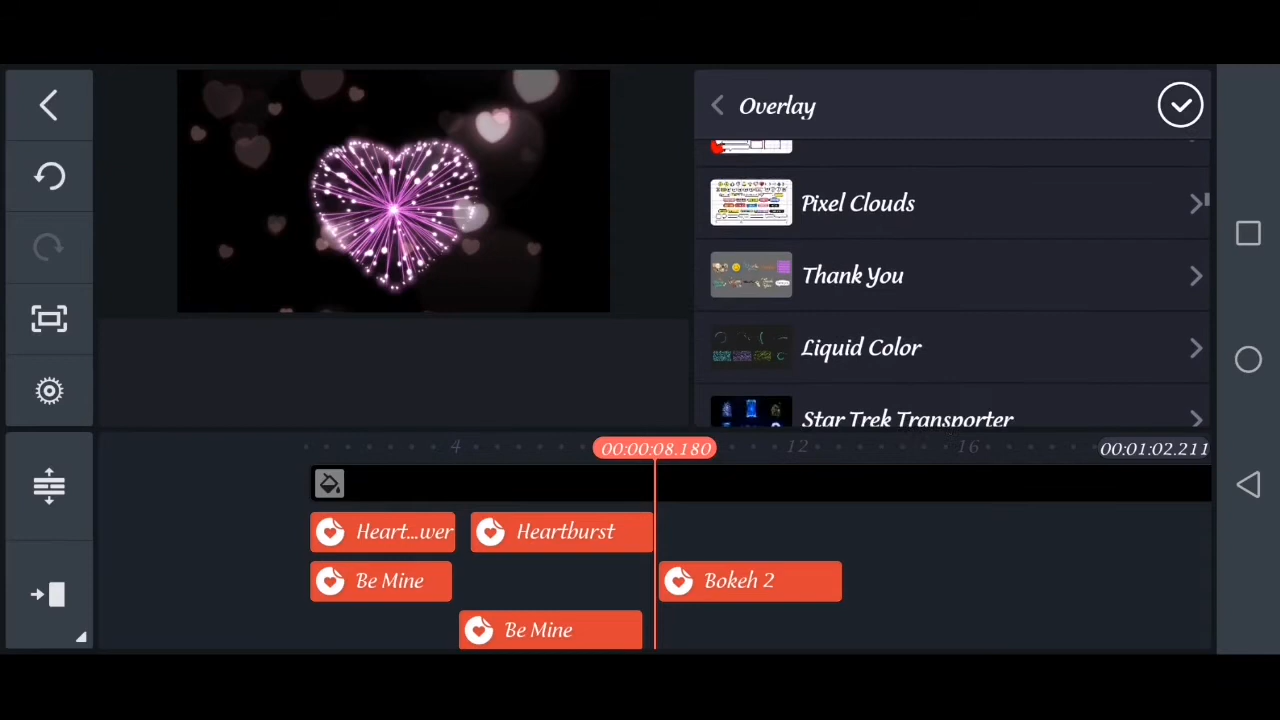 Overlay
Pixel Clouds
Thank You
Liquid Color
Star Trek Transporter
4
00:00:08.180
12
16
00:01:02.211
Heart...wer
Heartburst
Be Mine
Bokeh 2
Be Mine